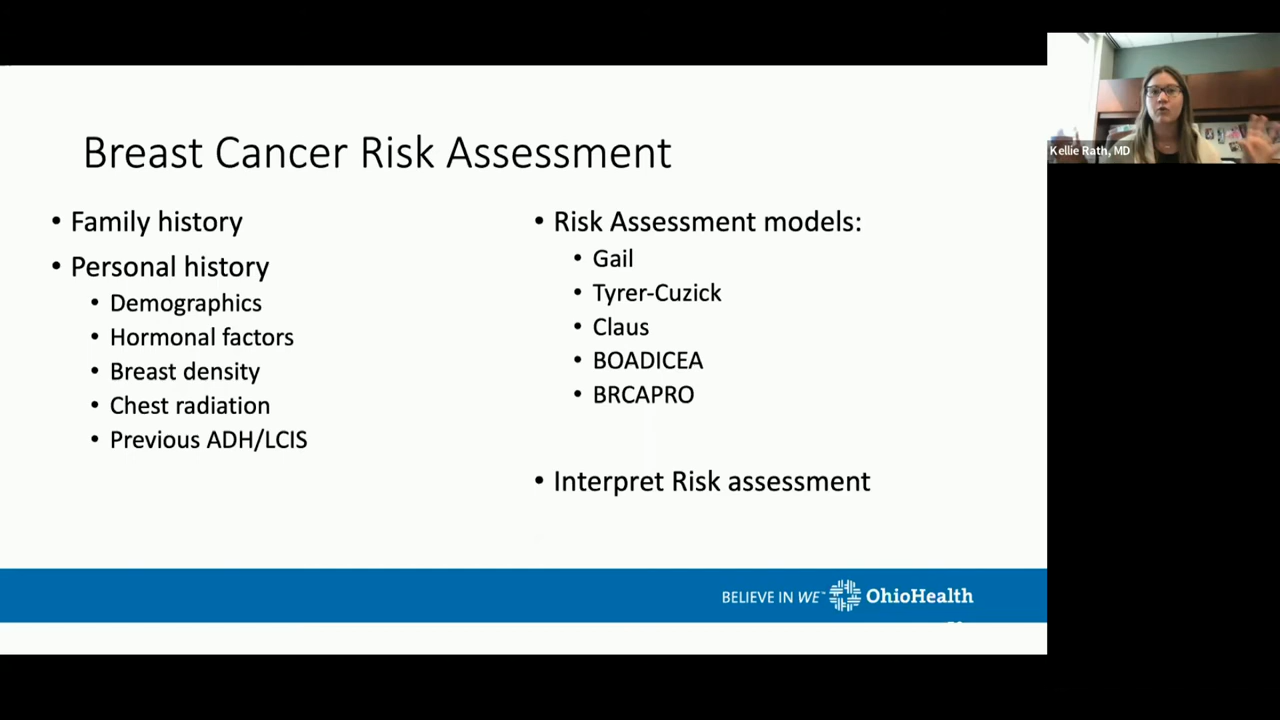 Breast Cancer Risk Assessment
• Family history
• Personal history
• Demographics
• Hormonal factors
• Breast density
• Chest radiation
• Previous ADH/LCIS
• Risk Assessment models:
• Gail
• Tyrer-Cuzick
• Claus
• BOADICEA
• BRCAPRO
• Interpret Risk assessment
BELIEVE IN WE™ OhioHealth
Kellie Rath, MD